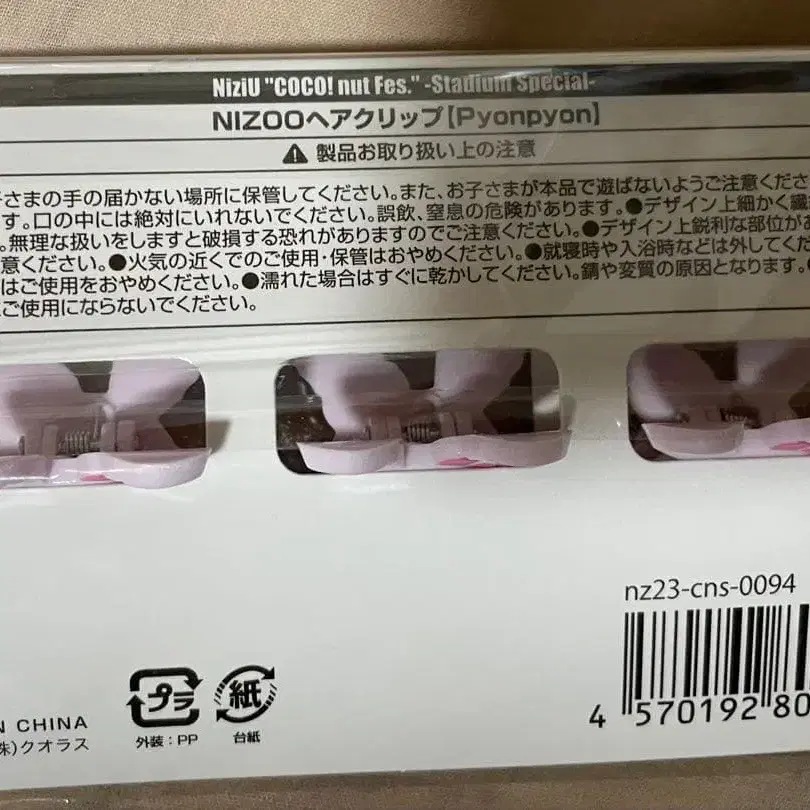 NiziU "COCO! nut Fes." -Stadium Special-
NIZOOヘアクリップ【Pyonpyon】
製品お取り扱い上の注意
子さまの手の届かない場所に保管してください。また、お子さまが本品で遊ばないようご注意くださ
す。口の中には絶対にいれないでください。誤飲、窒息の危険があります。●デザイン上細かく繊
。無理な扱いをしますと破損する恐れがありますのでご注意ください。●デザイン上鋭利な部位があ
意ください。●火気の近くでのご使用・保管はおやめください。●就寝時や入浴時などは外してくだ
はご使用をおやめください。●濡れた場合はすぐに乾かしてください。錆や変質の原因となります。
ご使用にならないでください。
nz23-cns-0094
4 570192 80
プラ
外装：PP
紙
台紙
N CHINA
株)クオラス